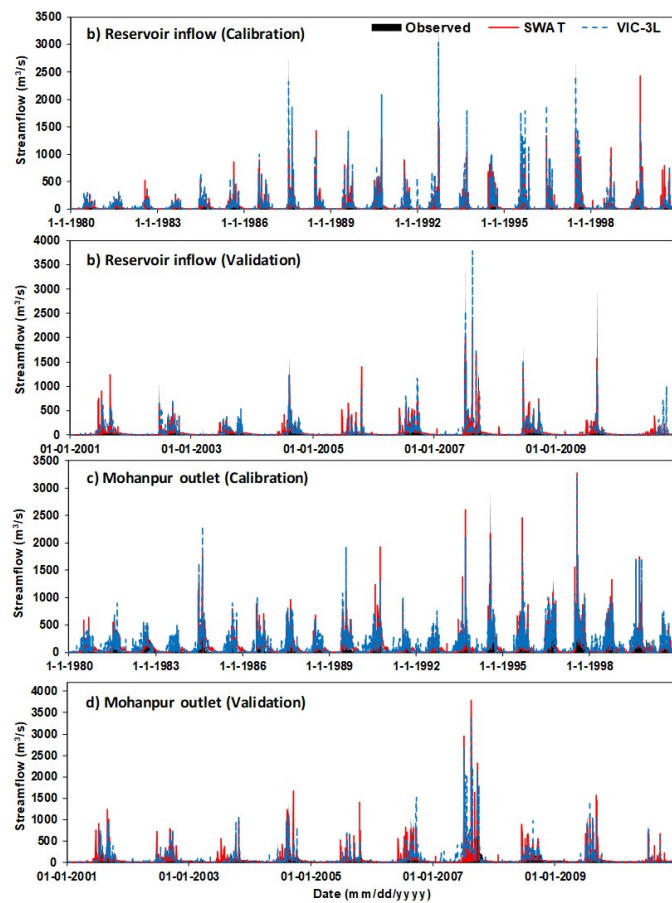 3500
b) Reservoir inflow (Calibration)
Observed SWAT VIC-3L
3000
2500
2000
1500
1000
500
0
Streamflow (m³/s)
1-1-1980 1-1-1983 1-1-1986 1-1-1989 1-1-1992 1-1-1995 1-1-1998
4000
b) Reservoir inflow (Validation)
3500
3000
2500
2000
1500
1000
500
0
Streamflow (m³/s)
01-01-2001 01-01-2003 01-01-2005 01-01-2007 01-01-2009
3500
c) Mohanpur outlet (Calibration)
3000
2500
2000
1500
1000
500
0
Streamflow (m³/s)
1-1-1980 1-1-1983 1-1-1986 1-1-1989 1-1-1992 1-1-1995 1-1-1998
4000
d) Mohanpur outlet (Validation)
3500
3000
2500
2000
1500
1000
500
0
Streamflow (m³/s)
01-01-2001 01-01-2003 01-01-2005 01-01-2007 01-01-2009
Date (mm/dd/yyyy)